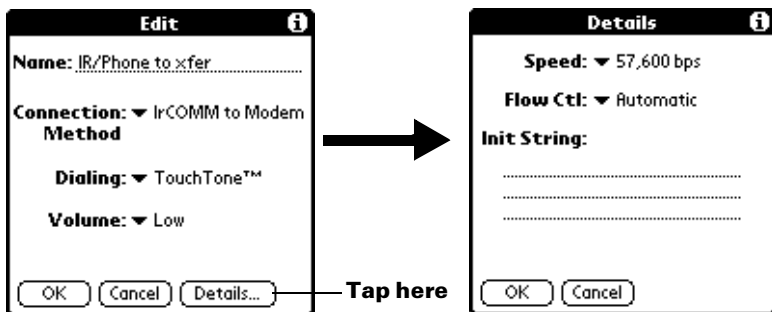 Edit
Name: IR/Phone to xfer
Connection: IrCOMM to Modem
Method
Dialing: TouchTone™
Volume: Low
OK Cancel Details...
Tap here
Details
Speed: 57,600 bps
Flow Ctl: Automatic
Init String:
OK Cancel